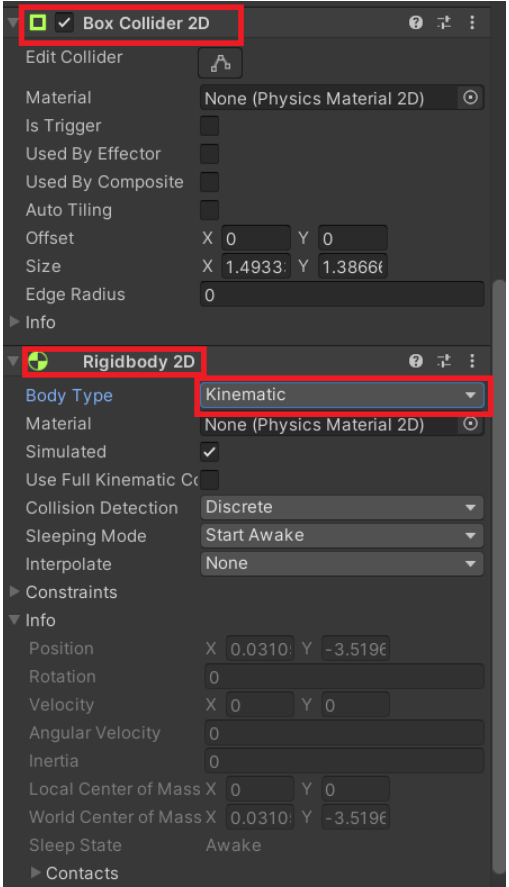 Box Collider 2D
Edit Collider
Material None (Physics Material 2D)
Is Trigger
Used By Effector
Used By Composite
Auto Tiling
Offset X 0 Y 0
Size X 1.4933 Y 1.3866
Edge Radius 0
Info
Rigidbody 2D
Body Type Kinematic
Material None (Physics Material 2D)
Simulated
Use Full Kinematic Co
Collision Detection Discrete
Sleeping Mode Start Awake
Interpolate None
Constraints
Info
Position X 0.0310 Y -3.5196
Rotation 0
Velocity X 0 Y 0
Angular Velocity 0
Inertia 0
Local Center of Mass X 0 Y 0
World Center of Mass X 0.0310 Y -3.5196
Sleep State Awake
Contacts